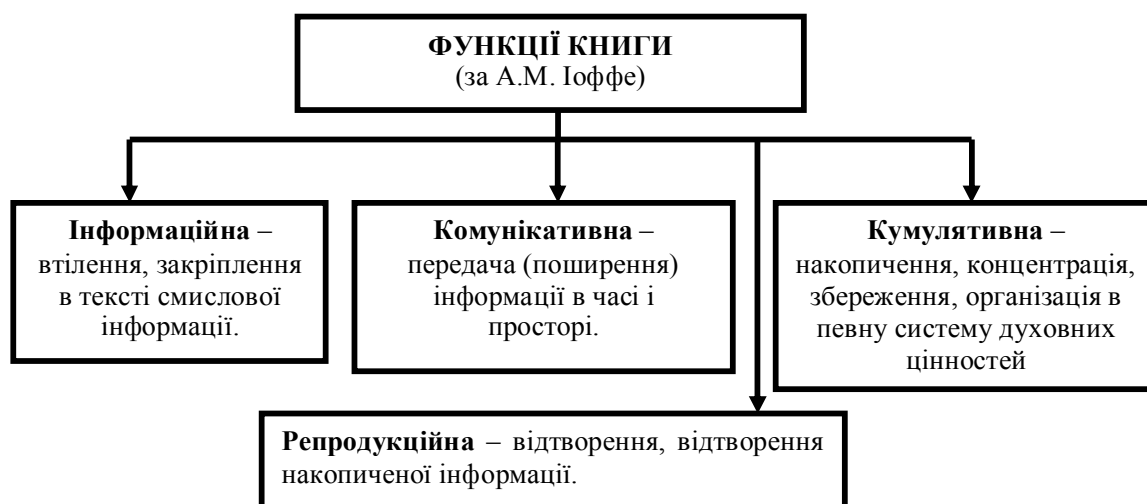 ФУНКЦІЇ КНИГИ
(за А.М. Іоффе)
Інформаційна –
втілення, закріплення
в тексті смислової
інформації.
Комунікативна –
передача (поширення)
інформації в часі і
просторі.
Кумулятивна –
накопичення, концентрація,
збереження, організація в
певну систему духовних
цінностей
Репродукційна – відтворення, відтворення
накопиченої інформації.